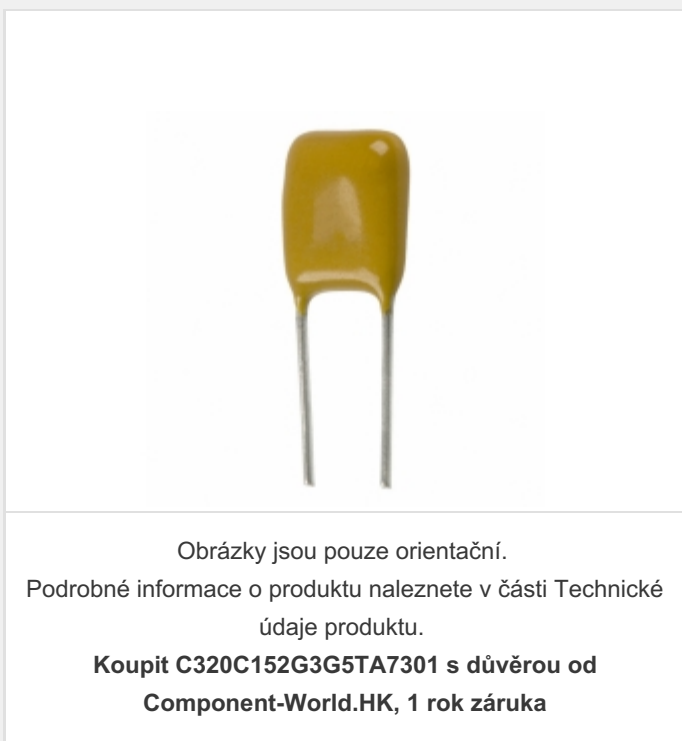 Obrázky jsou pouze orientační.
Podrobné informace o produktu naleznete v části Technické
údaje produktu.
Koupit C320C152G3G5TA7301 s důvěrou od
Component-World.HK, 1 rok záruka